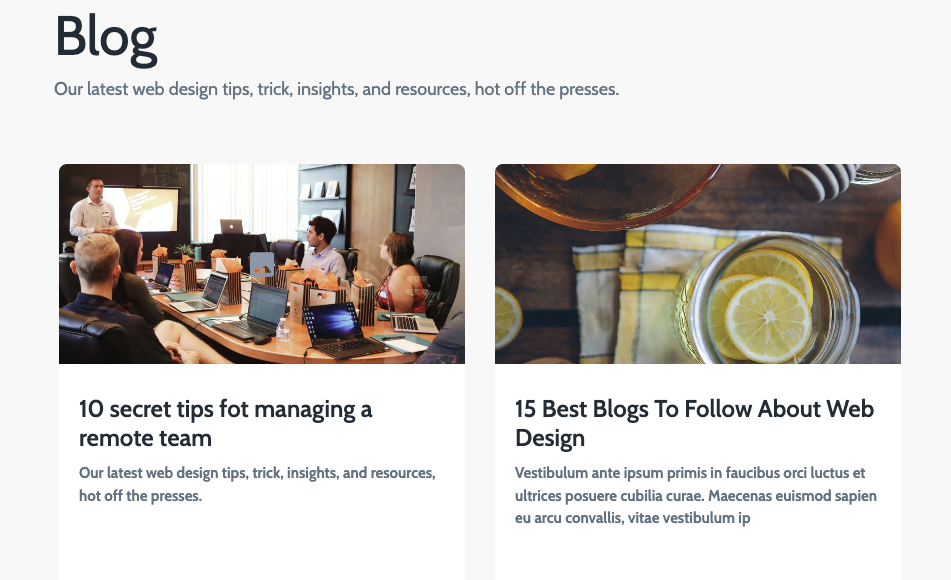 Blog
Our latest web design tips, trick, insights, and resources, hot off the presses.
10 secret tips fot managing a
remote team
Our latest web design tips, trick, insights, and resources,
hot off the presses.
15 Best Blogs To Follow About Web
Design
Vestibulum ante ipsum primis in faucibus orci luctus et
ultrices posuere cubilia curae. Maecenas euismod sapien
eu arcu convallis, vitae vestibulum ip